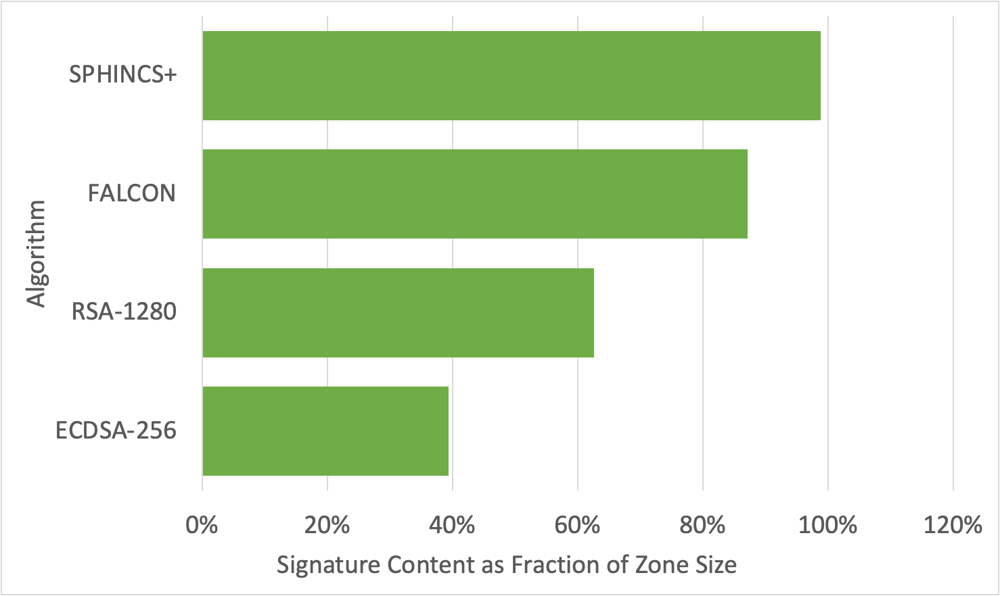 SPHINCS+
FALCON
RSA-1280
ECDSA-256
Algorithm
0% 20% 40% 60% 80% 100% 120%
Signature Content as Fraction of Zone Size